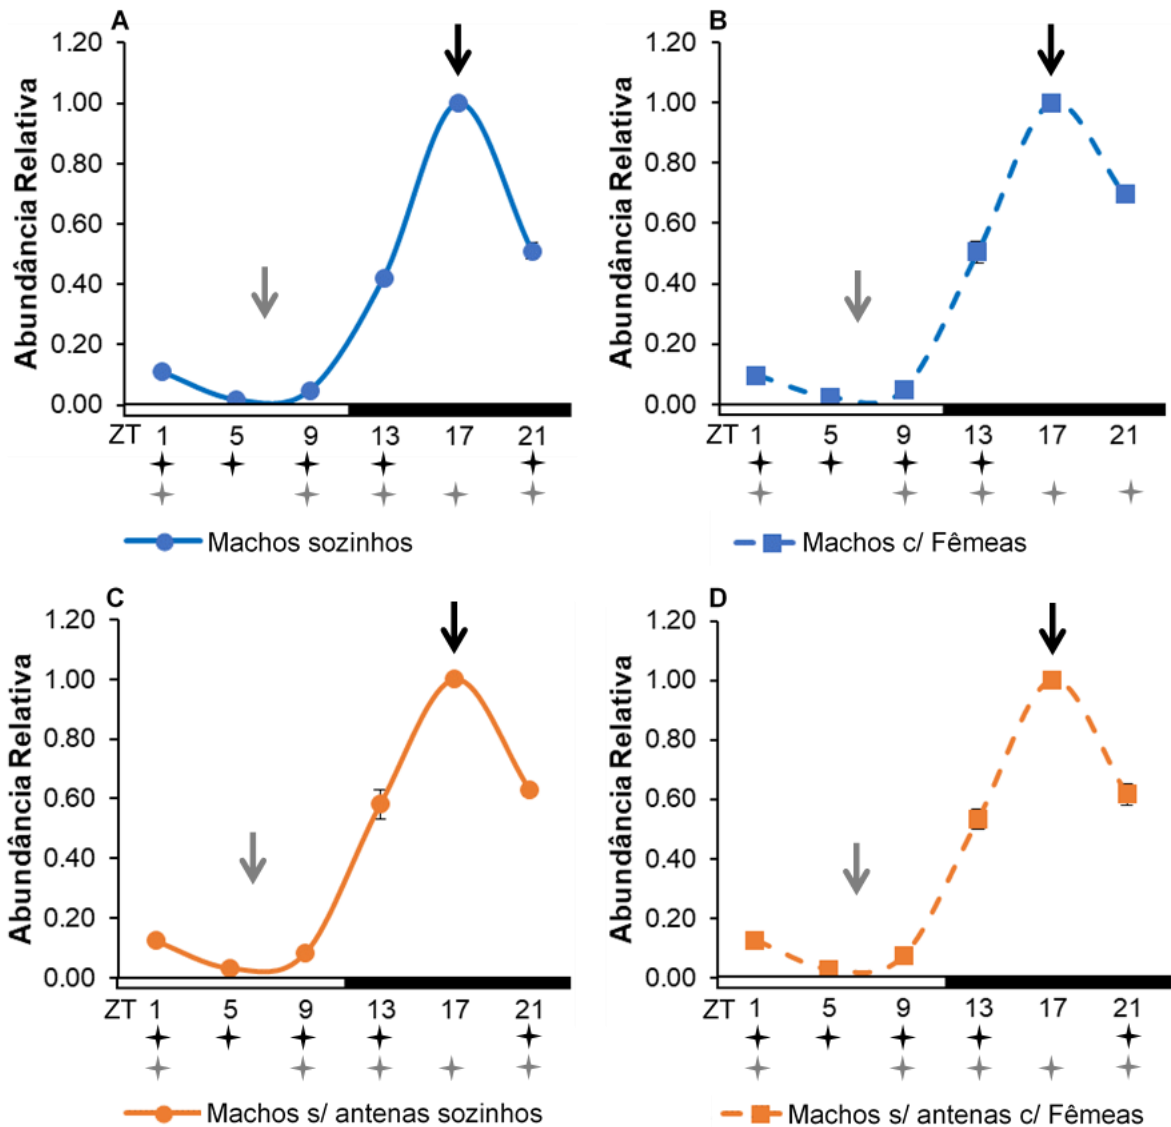 A
Abundância Relativa
1.20
1.00
0.80
0.60
0.40
0.20
0.00
ZT 1 5 9 13 17 21
Machos sozinhos
B
Abundância Relativa
1.20
1.00
0.80
0.60
0.40
0.20
0.00
ZT 1 5 9 13 17 21
Machos c/ Fêmeas
C
Abundância Relativa
1.20
1.00
0.80
0.60
0.40
0.20
0.00
ZT 1 5 9 13 17 21
Machos s/ antenas sozinhos
D
Abundância Relativa
1.20
1.00
0.80
0.60
0.40
0.20
0.00
ZT 1 5 9 13 17 21
Machos s/ antenas c/ Fêmeas